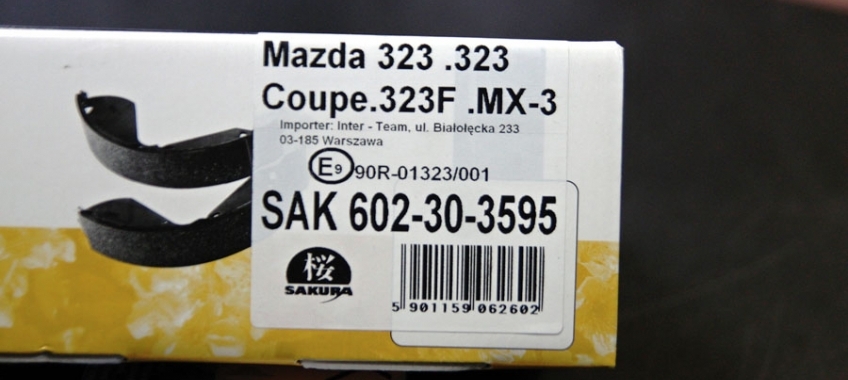 Mazda 323 .323
Coupe.323F .MX-3
Importer: Inter - Team, ul. Białołęcka 233
03-185 Warszawa
E9 90R-01323/001
SAK 602-30-3595
桜
SAKURA
5 901159 062602